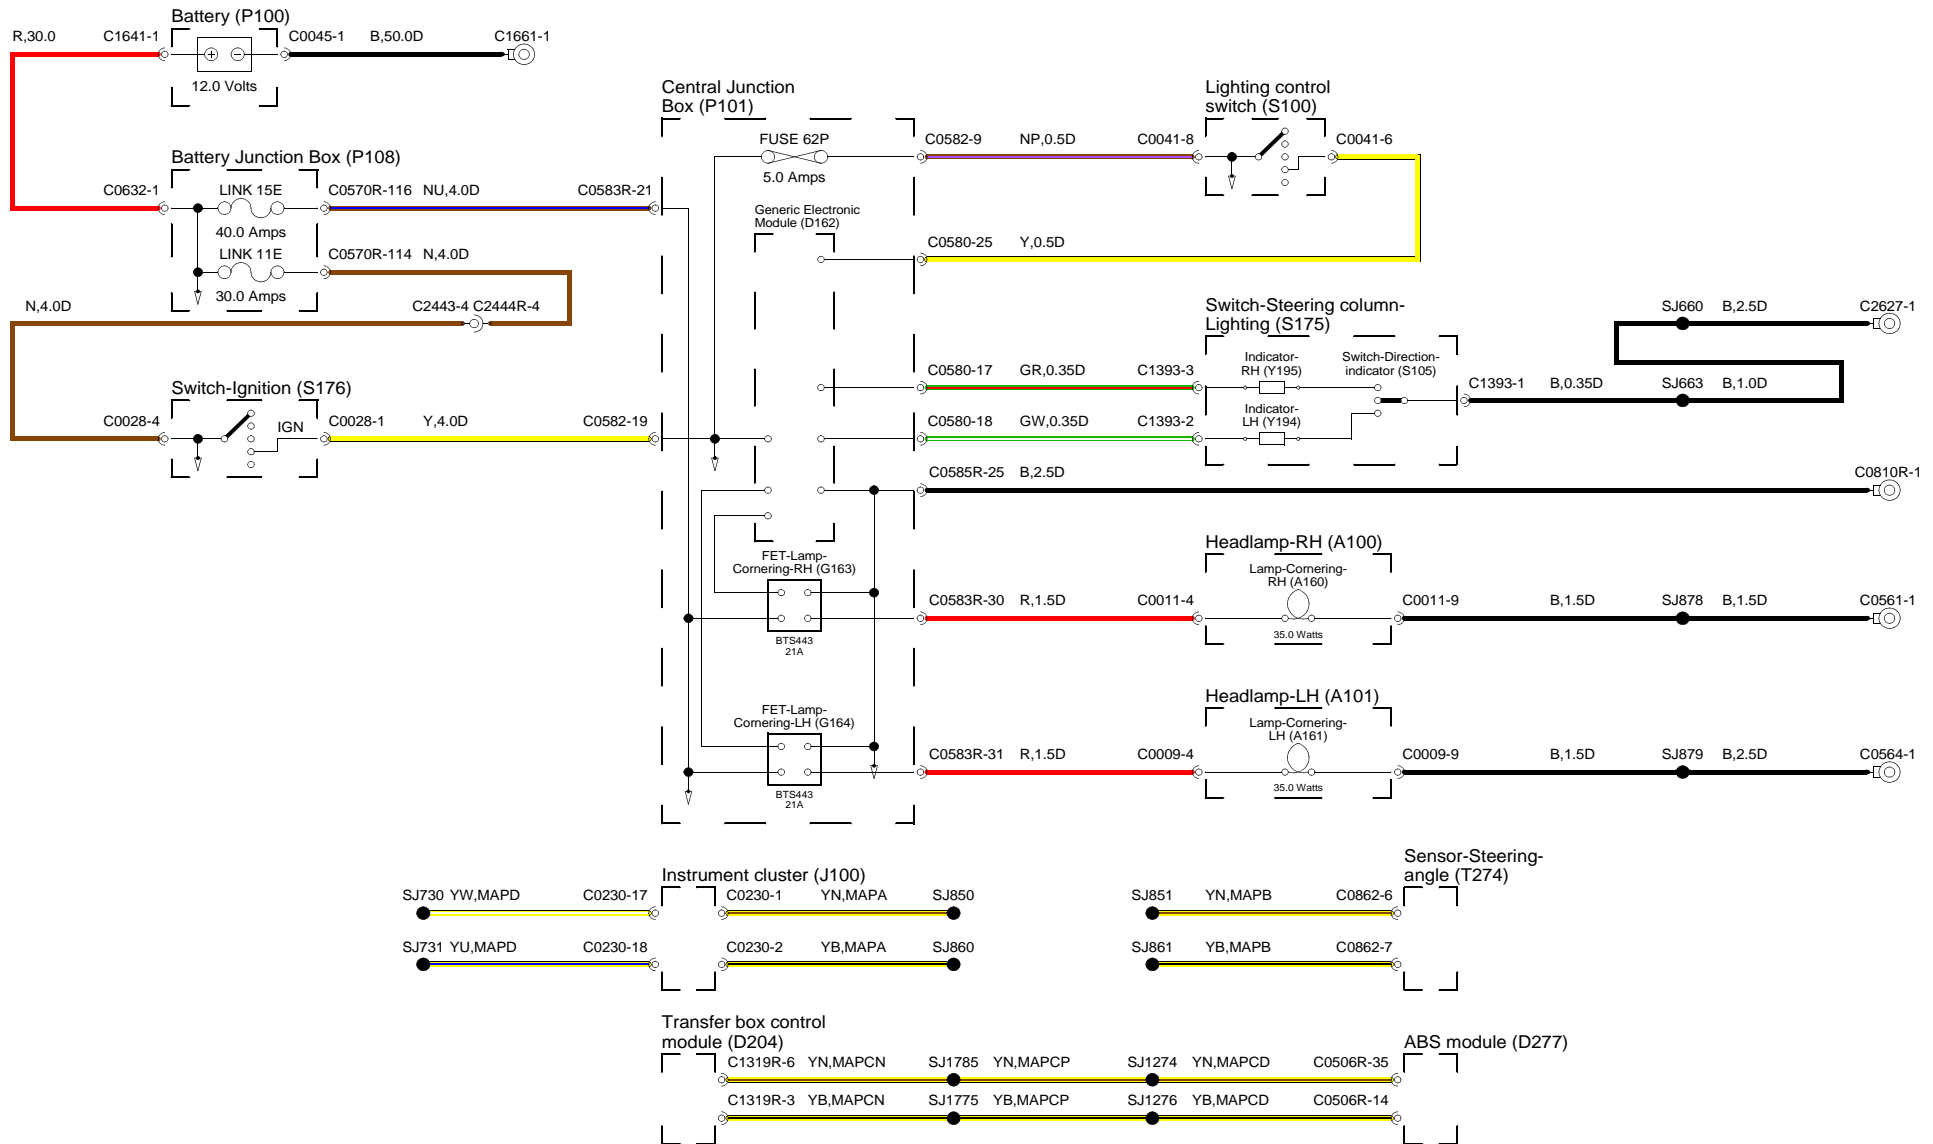 Battery (P100)
R,30.0 C1641-1 C0045-1 B,50.0D C1661-1
12.0 Volts
Central Junction
Box (P101)
Lighting control
switch (S100)
FUSE 62P C0582-9 NP,0.5D C0041-8 C0041-6
5.0 Amps
Battery Junction Box (P108)
C0632-1 LINK 15E C0570R-116 NU,4.0D C0583R-21
40.0 Amps
Generic Electronic
Module (D162)
LINK 11E C0570R-114 N,4.0D
30.0 Amps
C0580-25 Y,0.5D
N,4.0D C2443-4 C2444R-4
Switch-Steering column-
Lighting (S175)
SJ660 B,2.5D C2627-1
Indicator-
RH (Y195)
Switch-Direction-
indicator (S105)
C0580-17 GR,0.35D C1393-3
C1393-1 B,0.35D SJ663 B,1.0D
Switch-Ignition (S176)
C0028-4 IGN C0028-1 Y,4.0D C0582-19
C0580-18 GW,0.35D C1393-2
Indicator-
LH (Y194)
C0585R-25 B,2.5D C0810R-1
Headlamp-RH (A100)
FET-Lamp-
Cornering-RH (G163)
Lamp-Cornering-
RH (A160)
C0583R-30 R,1.5D C0011-4 C0011-9 B,1.5D SJ878 B,1.5D C0561-1
35.0 Watts
BTS443
21A
Headlamp-LH (A101)
FET-Lamp-
Cornering-LH (G164)
Lamp-Cornering-
LH (A161)
C0583R-31 R,1.5D C0009-4 C0009-9 B,1.5D SJ879 B,2.5D C0564-1
35.0 Watts
BTS443
21A
Instrument cluster (J100)
Sensor-Steering-
angle (T274)
SJ730 YW,MAPD C0230-17 C0230-1 YN,MAPA SJ850 SJ851 YN,MAPB C0862-6
SJ731 YU,MAPD C0230-18 C0230-2 YB,MAPA SJ860 SJ861 YB,MAPB C0862-7
Transfer box control
module (D204)
ABS module (D277)
C1319R-6 YN,MAPCN SJ1785 YN,MAPCP SJ1274 YN,MAPCD C0506R-35
C1319R-3 YB,MAPCN SJ1775 YB,MAPCP SJ1276 YB,MAPCD C0506R-14